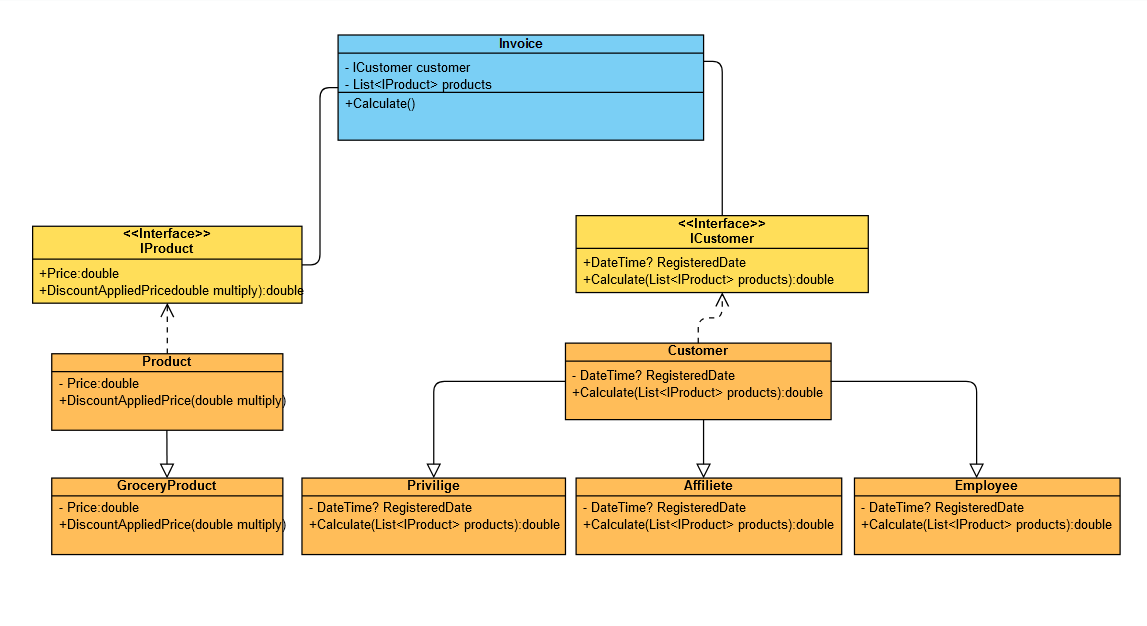 Invoice
- ICustomer customer
- List<IProduct> products
+Calculate()
<<Interface>>
IProduct
+Price:double
+DiscountAppliedPricedouble multiply):double
<<Interface>>
ICustomer
+DateTime? RegisteredDate
+Calculate(List<IProduct> products):double
Product
- Price:double
+DiscountAppliedPrice(double multiply)
Customer
- DateTime? RegisteredDate
+Calculate(List<IProduct> products):double
GroceryProduct
- Price:double
+DiscountAppliedPrice(double multiply)
Privilige
- DateTime? RegisteredDate
+Calculate(List<IProduct> products):double
Affiliete
- DateTime? RegisteredDate
+Calculate(List<IProduct> products):double
Employee
- DateTime? RegisteredDate
+Calculate(List<IProduct> products):double